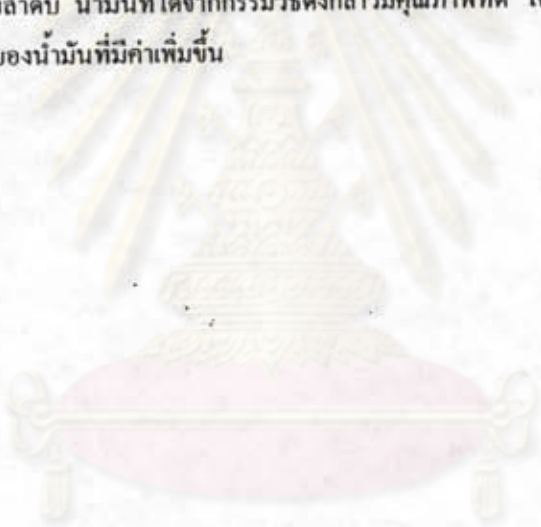 ลำดับ น้ำมันที่ได้จากกรรมวิธีดังกล่าวมีคุณภาพที่ดี
ของน้ำมันที่มีค่าเพิ่มขึ้น